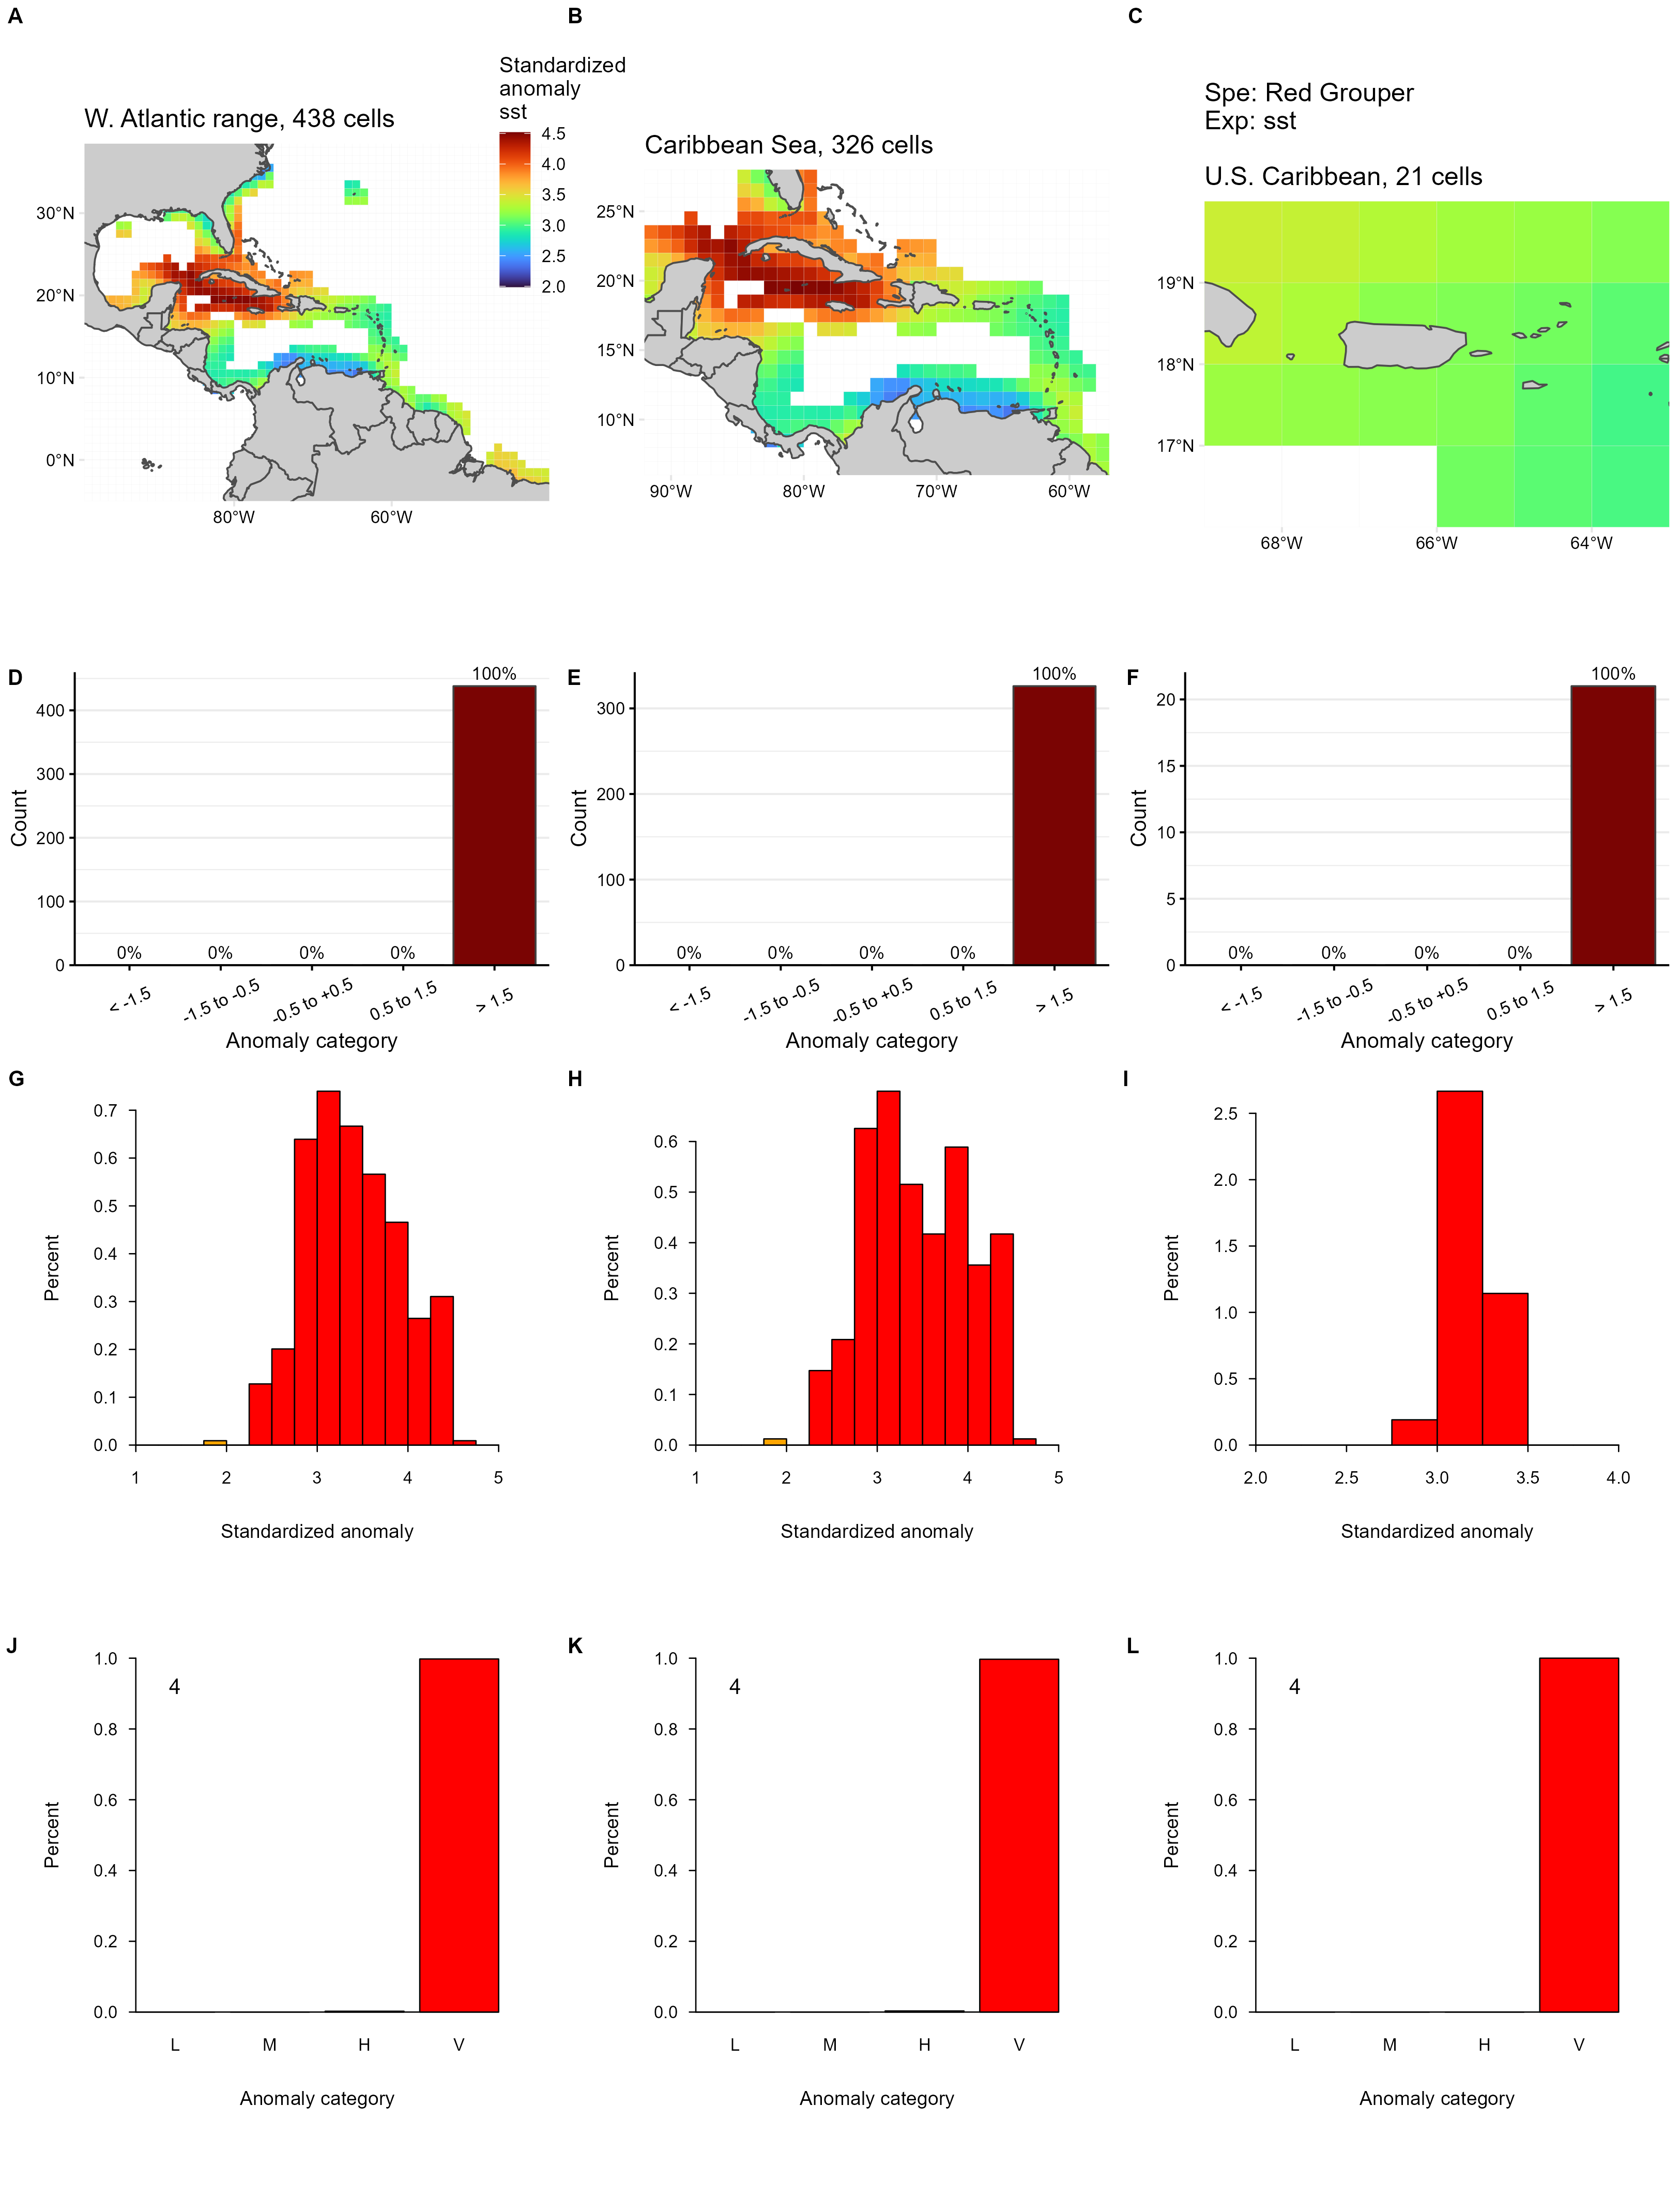 A
B
C
Standardized
anomaly
sst
4.5
4.0
3.5
3.0
2.5
2.0
W. Atlantic range, 438 cells
30°N
20°N
10°N
0°N
80°W
60°W
Caribbean Sea, 326 cells
25°N
20°N
15°N
10°N
90°W
80°W
70°W
60°W
Spe: Red Grouper
Exp: sst
U.S. Caribbean, 21 cells
19°N
18°N
17°N
68°W
66°W
64°W
D
Count
400
300
200
100
0
0%
0%
0%
0%
100%
< -1.5
-1.5 to -0.5
-0.5 to +0.5
0.5 to 1.5
> 1.5
Anomaly category
E
Count
300
200
100
0
0%
0%
0%
0%
100%
< -1.5
-1.5 to -0.5
-0.5 to +0.5
0.5 to 1.5
> 1.5
Anomaly category
F
Count
20
15
10
5
0
0%
0%
0%
0%
100%
< -1.5
-1.5 to -0.5
-0.5 to +0.5
0.5 to 1.5
> 1.5
Anomaly category
G
Percent
0.7
0.6
0.5
0.4
0.3
0.2
0.1
0.0
1
2
3
4
5
Standardized anomaly
H
Percent
0.6
0.5
0.4
0.3
0.2
0.1
0.0
1
2
3
4
5
Standardized anomaly
I
Percent
2.5
2.0
1.5
1.0
0.5
0.0
2.0
2.5
3.0
3.5
4.0
Standardized anomaly
J
Percent
1.0
0.8
0.6
0.4
0.2
0.0
4
L
M
H
V
Anomaly category
K
Percent
1.0
0.8
0.6
0.4
0.2
0.0
4
L
M
H
V
Anomaly category
L
Percent
1.0
0.8
0.6
0.4
0.2
0.0
4
L
M
H
V
Anomaly category